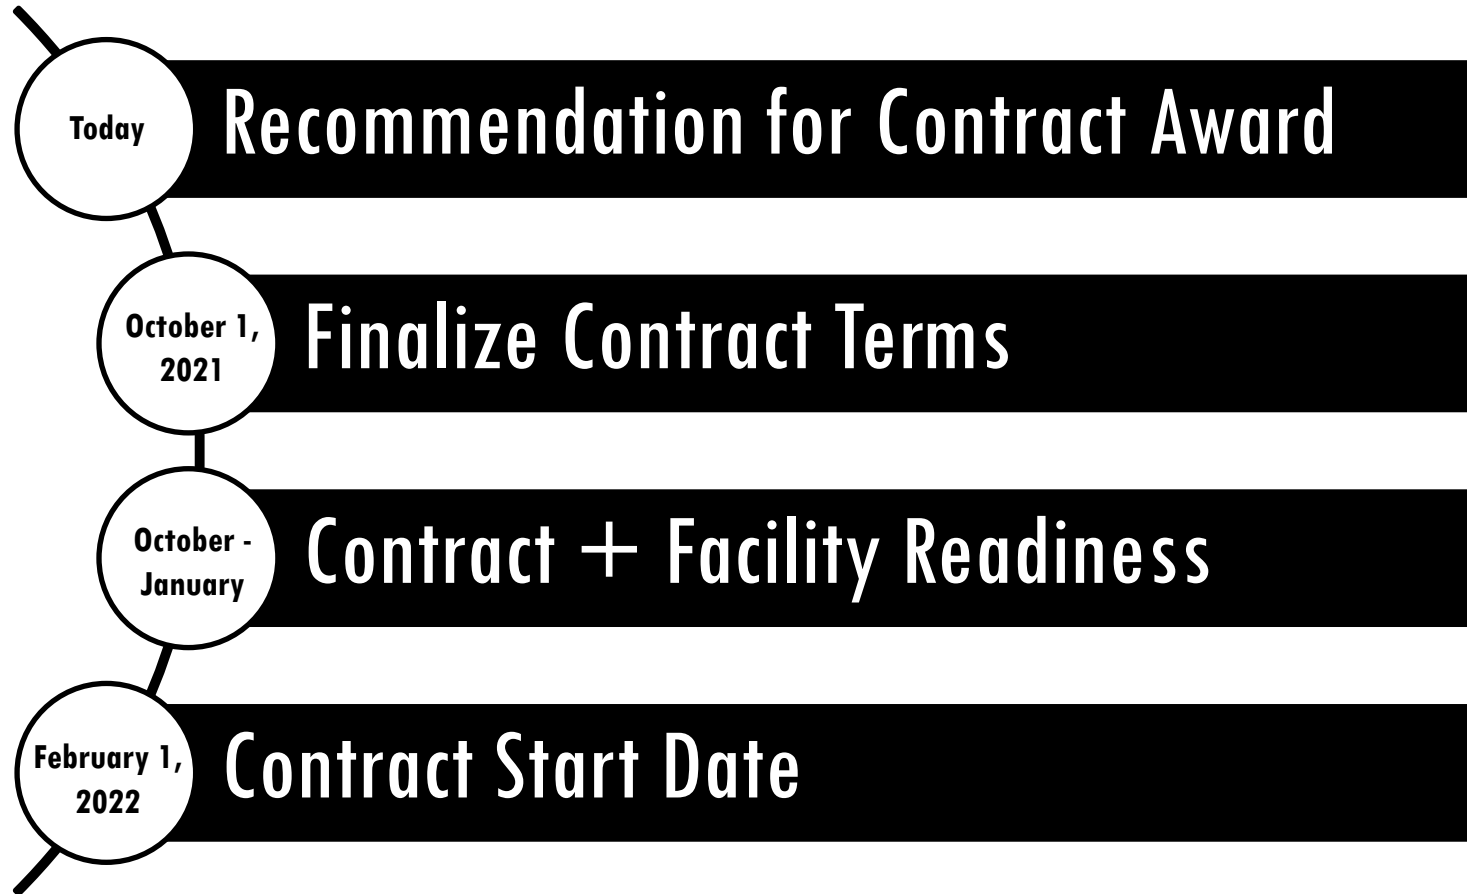 Today
Recommendation for Contract Award
October 1,
2021
Finalize Contract Terms
October -
January
Contract + Facility Readiness
February 1,
2022
Contract Start Date